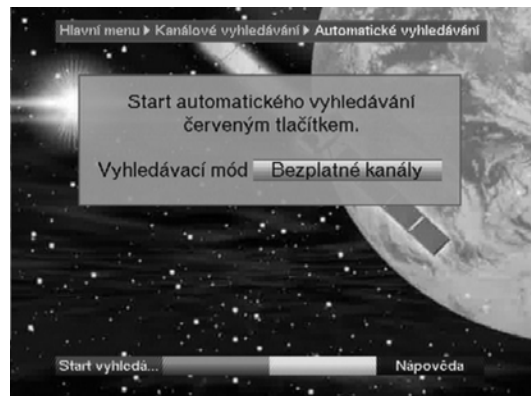 Hlavní menu Kanálové vyhledávání Automatické vyhledávání
Start automatického vyhledávání
červeným tlačítkem.
Vyhledávací mód Bezplatné kanály
Start vyhledá... Nápověda